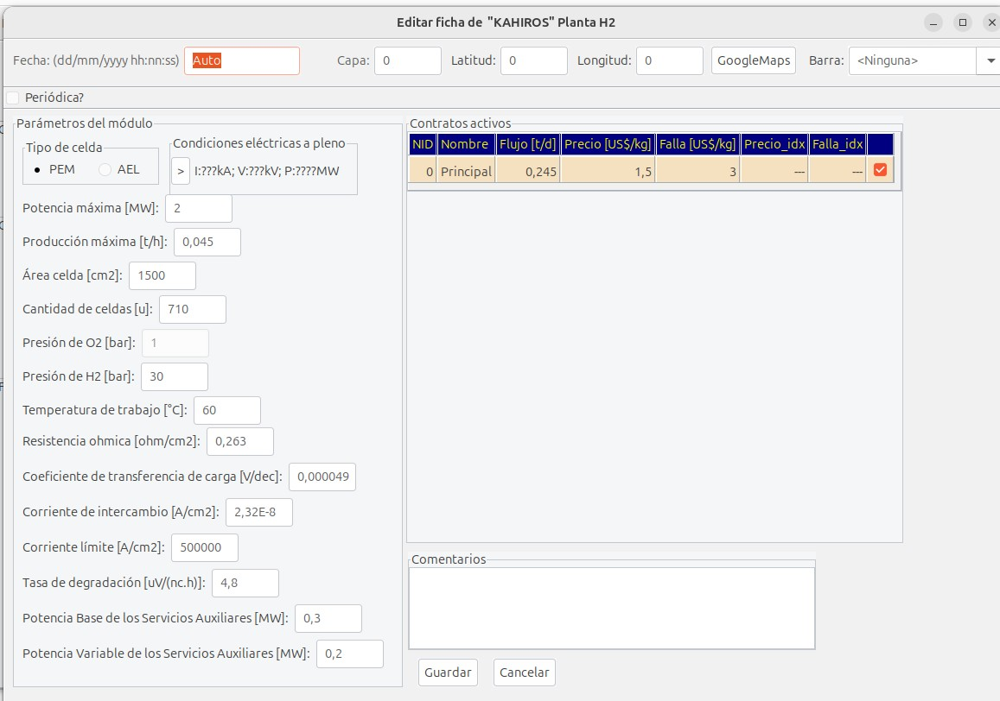 Editar ficha de "KAHIROS" Planta H2
Fecha: (dd/mm/yyyy hh:nn:ss) Auto Capa: 0 Latitud: 0 Longitud: 0 GoogleMaps Barra: <Ninguna>
Periódica?
Parámetros del módulo
Tipo de celda
PEM AEL
Condiciones eléctricas a pleno
> I:???kA; V:???kV; P:????MW
Potencia máxima [MW]: 2
Producción máxima [t/h]: 0,045
Área celda [cm2]: 1500
Cantidad de celdas [u]: 710
Presión de O2 [bar]: 1
Presión de H2 [bar]: 30
Temperatura de trabajo [°C]: 60
Resistencia ohmica [ohm/cm2]: 0,263
Coeficiente de transferencia de carga [V/dec]: 0,000049
Corriente de intercambio [A/cm2]: 2,32E-8
Corriente límite [A/cm2]: 500000
Tasa de degradación [uV/(nc.h)]: 4,8
Potencia Base de los Servicios Auxiliares [MW]: 0,3
Potencia Variable de los Servicios Auxiliares [MW]: 0,2
Contratos activos
NID Nombre Flujo [t/d] Precio [US$/kg] Falla [US$/kg] Precio_idx Falla_idx
0 Principal 0,245 1,5 3 --- ---
Comentarios
Guardar Cancelar